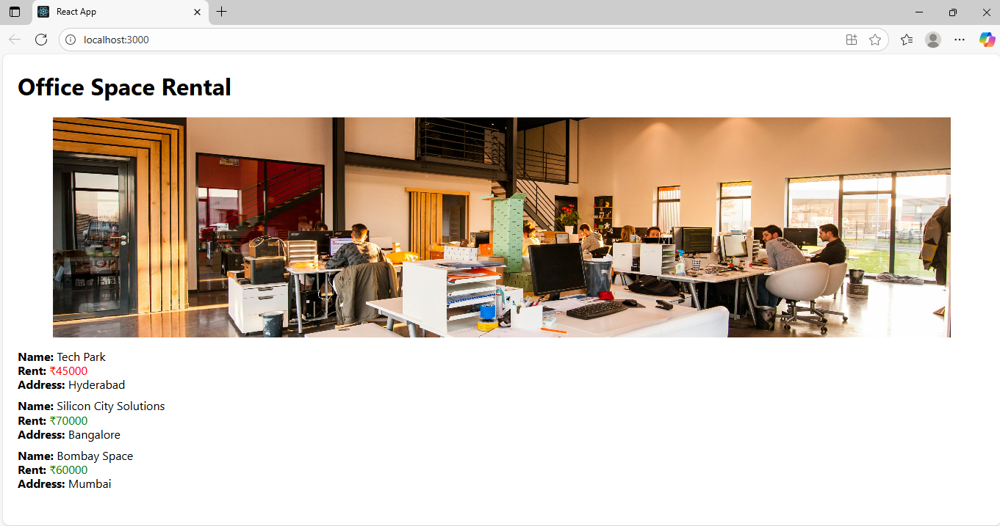 React App
localhost:3000
Office Space Rental
Name: Tech Park
Rent: ₹45000
Address: Hyderabad
Name: Silicon City Solutions
Rent: ₹70000
Address: Bangalore
Name: Bombay Space
Rent: ₹60000
Address: Mumbai